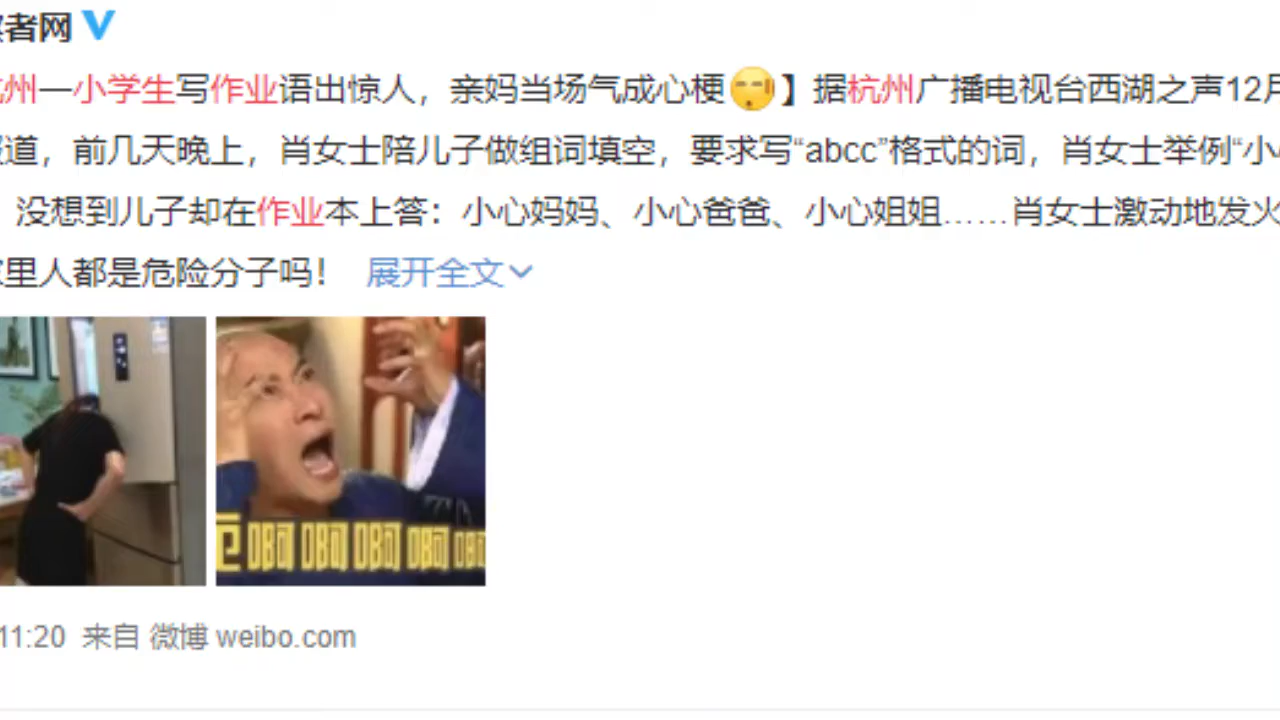 者网
州一小学生写作业语出惊人，亲妈当场气成心梗】据杭州广播电视台西湖之声12月
道，前几天晚上，肖女士陪儿子做组词填空，要求写“abcc”格式的词，肖女士举例“小
，没想到儿子却在作业本上答：小心妈妈、小心爸爸、小心姐姐……肖女士激动地发火
里人都是危险分子吗！ 展开全文
啊 啊 啊 啊 啊
11:20 来自 微博 weibo.com